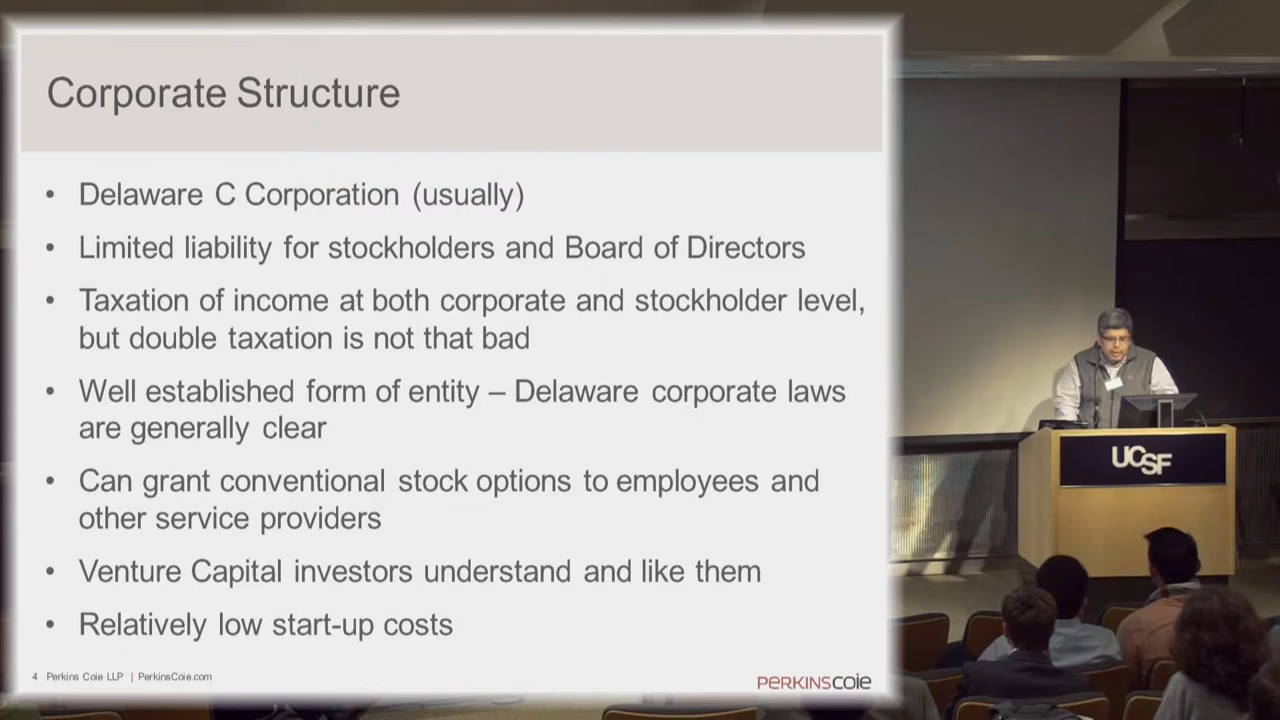 Corporate Structure
• Delaware C Corporation (usually)
• Limited liability for stockholders and Board of Directors
• Taxation of income at both corporate and stockholder level,
but double taxation is not that bad
• Well established form of entity – Delaware corporate laws
are generally clear
• Can grant conventional stock options to employees and
other service providers
• Venture Capital investors understand and like them
• Relatively low start-up costs
4 Perkins Coie LLP | PerkinsCoie.com
PERKINSCOIE
UCSF